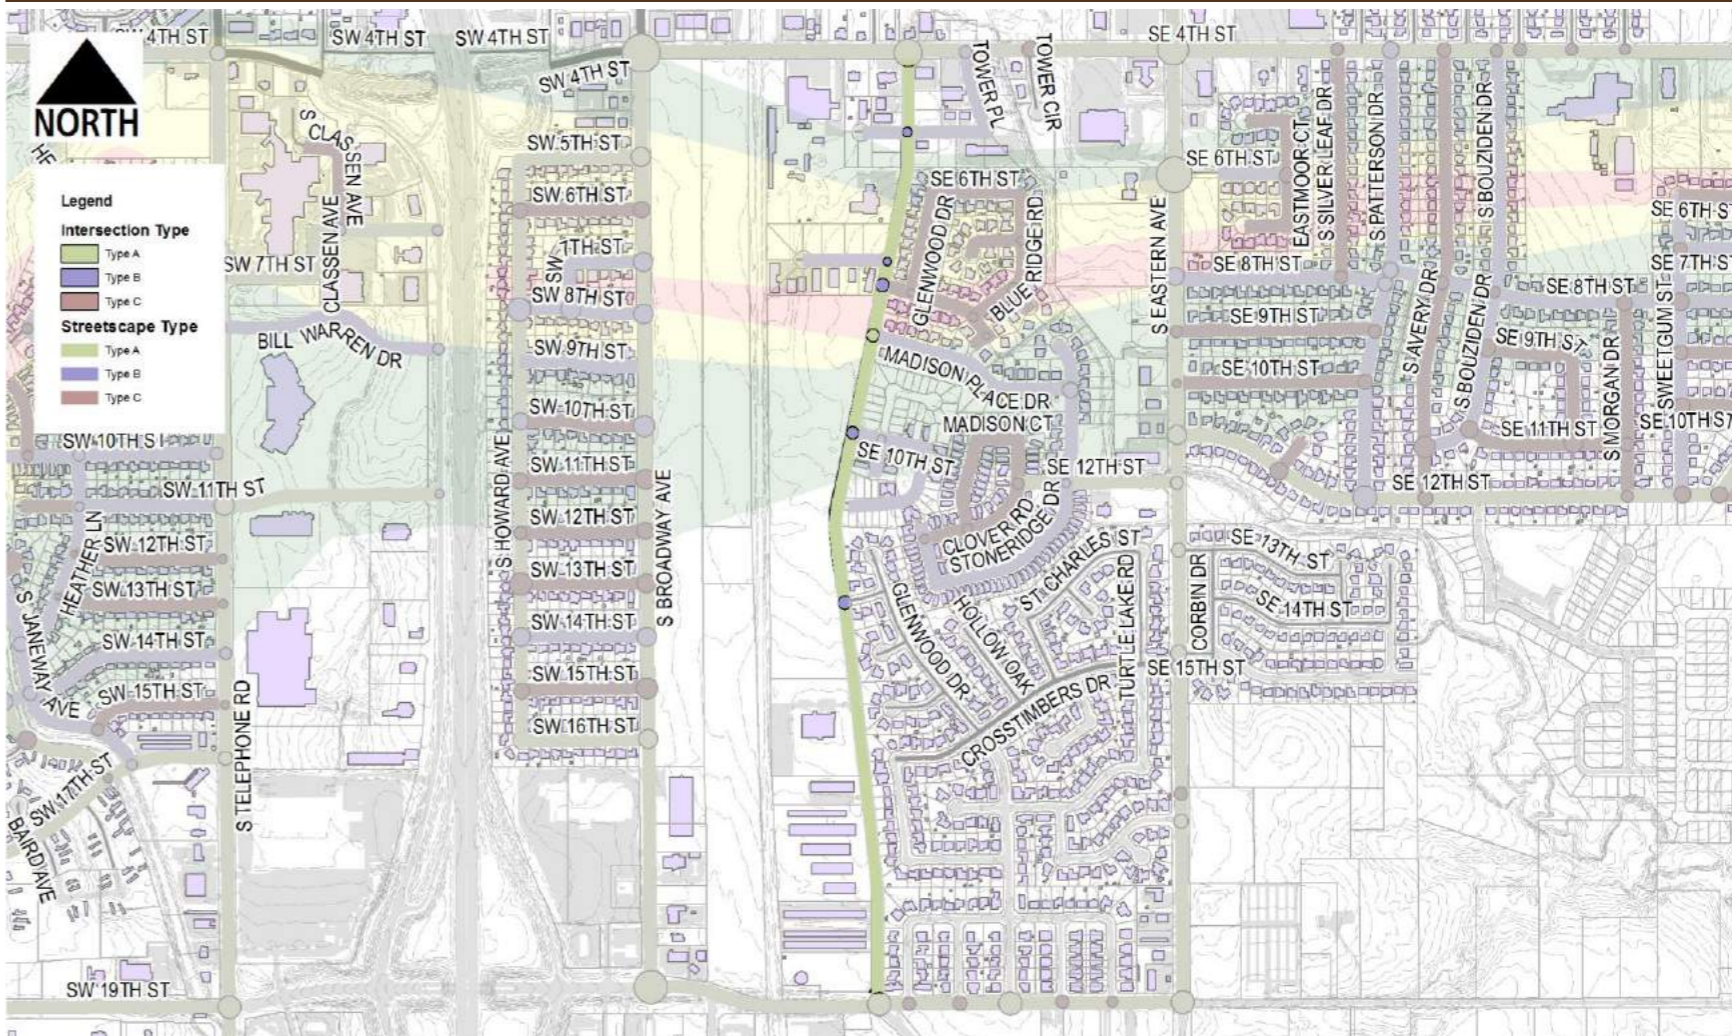 SW 4TH ST
SW 4TH ST
SE 4TH ST
SW 4TH ST
TOWER PL
TOWER CIR
NORTH
Legend
Intersection Type
Type A
Type B
Type C
Streetscape Type
Type A
Type B
Type C
S CLASSEN AVE
CLASSEN AVE
SW 7TH ST
BILL WARREN DR
SW 5TH ST
SW 6TH ST
SW
SW 8TH ST
SW 9TH ST
SW 10TH ST
SW 11TH ST
SW 12TH ST
SW 13TH ST
SW 14TH ST
SW 15TH ST
SW 16TH ST
S HOWARD AVE
S BROADWAY AVE
SW 10TH ST
SW 11TH ST
HEATHER LN
SW 12TH ST
SW 13TH ST
SW 14TH ST
SW 15TH ST
S JANEWAY AVE
SW 17TH ST
BAIRD AVE
S TELEPHONE RD
SW 19TH ST
SE 6TH ST
GLENWOOD DR
BLUE RIDGE RD
MADISON PLACE DR
MADISON CT
SE 10TH ST
SE 12TH ST
CLOVER RD
STONERIDGE DR
ST CHARLES ST
GLENWOOD DR
HOLLOW OAK
TURTLE LAKE RD
CROSSTIMBERS DR
S EASTERN AVE
SE 6TH ST
EASTMOOR CT
S SILVER LEAF DR
S PATTERSON DR
S BOUZIDEN DR
SE 8TH ST
SE 9TH ST
SE 10TH ST
S AVERY DR
S BOUZIDEN DR
SE 8TH ST
SE 9TH ST
SE 11TH ST
SE 12TH ST
S MORGAN DR
SWEETGUM ST
SE 6TH ST
SE 7TH ST
SE 10TH ST
CORBIN DR
SE 13TH ST
SE 14TH ST
SE 15TH ST